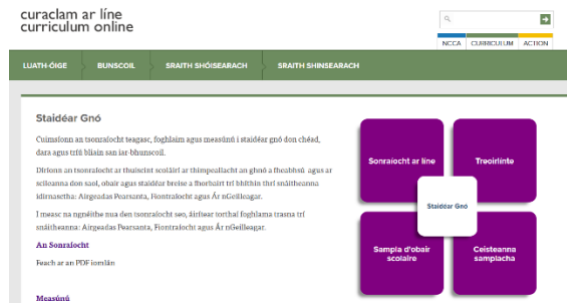 curaclam ar líne
curriculum online
NCCA CURRICULUM ACTION
LUATH-ÓIGE BUNSCOIL SRAITH SHÓISEARACH SRAITH SHINSEARACH
Staidéar Gnó
Cuimsíonn an tsonraíocht teagasc, foghlaim agus measúnú i staidéar gnó don chéad,
dara agus tríú bliain san iar-bhunscoil.
Díríonn an tsonraíocht ar thuiscint scoláirí ar thimpeallacht an ghnó a fheabhsú agus ar
scileanna don saol, obair agus staidéar breise a fhorbairt trí bhíthin thrí snáitheanna
idirnasctha: Airgeadas Pearsanta, Fiontraíocht agus Ár nGeilleagar.
I measc na ngnéithe nua den tsonraíocht seo, áirítear torthaí foghlama trasna trí
snáitheanna: Airgeadas Pearsanta, Fiontraíocht agus Ár nGeilleagar.
An Sonraíocht
Féach ar an PDF iomlán
Measúnú
Sonraíocht ar líne
Treoirlínte
Staidéar Gnó
Sampla d'obair
scoláire
Ceisteanna
samplacha